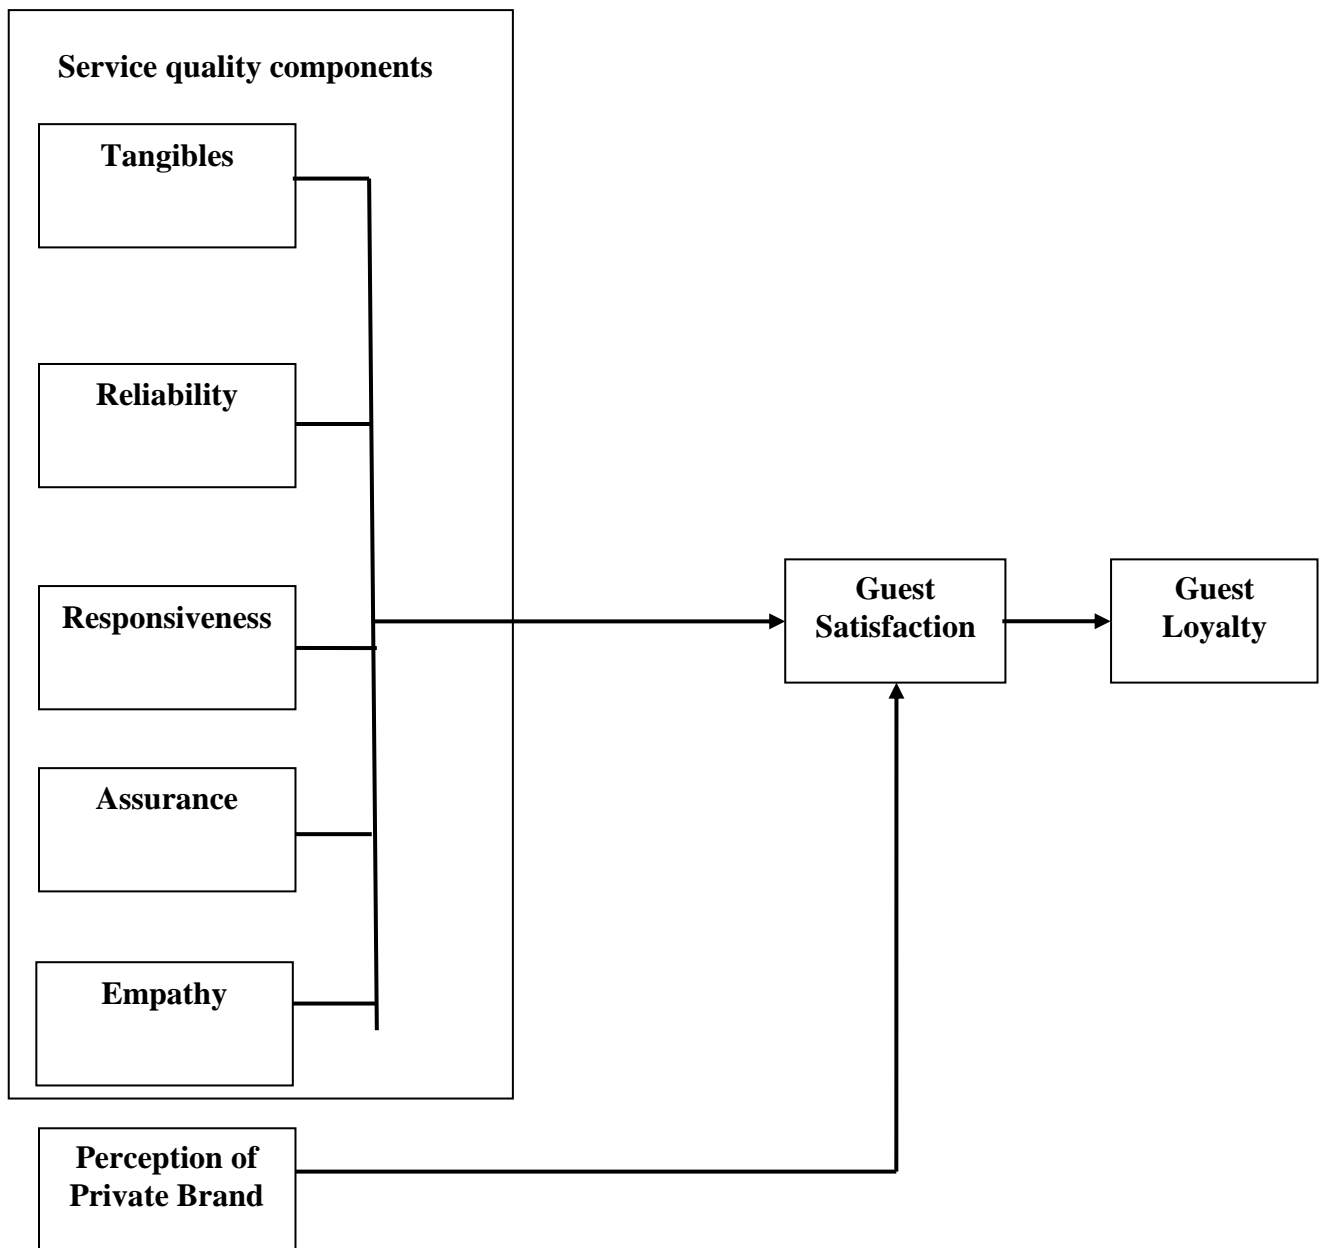 Service quality components
Tangibles
Reliability
Responsiveness
Guest
Satisfaction
Guest
Loyalty
Assurance
Empathy
Perception of
Private Brand